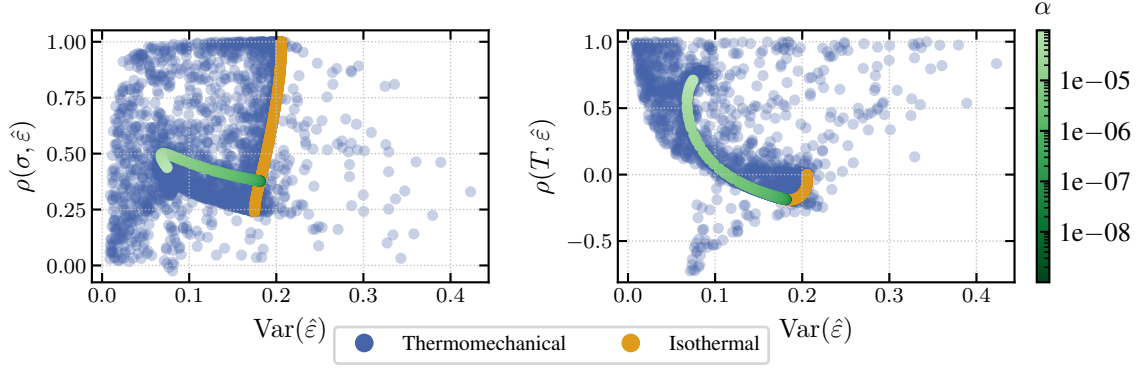 α
1.00
0.75
0.50
0.25
0.00
ρ(σ, ε̂)
0.0 0.1 0.2 0.3 0.4
Var(ε̂)
1.0
0.5
0.0
−0.5
ρ(T, ε̂)
0.0 0.1 0.2 0.3 0.4
Var(ε̂)
1e−05
1e−06
1e−07
1e−08
Thermomechanical Isothermal